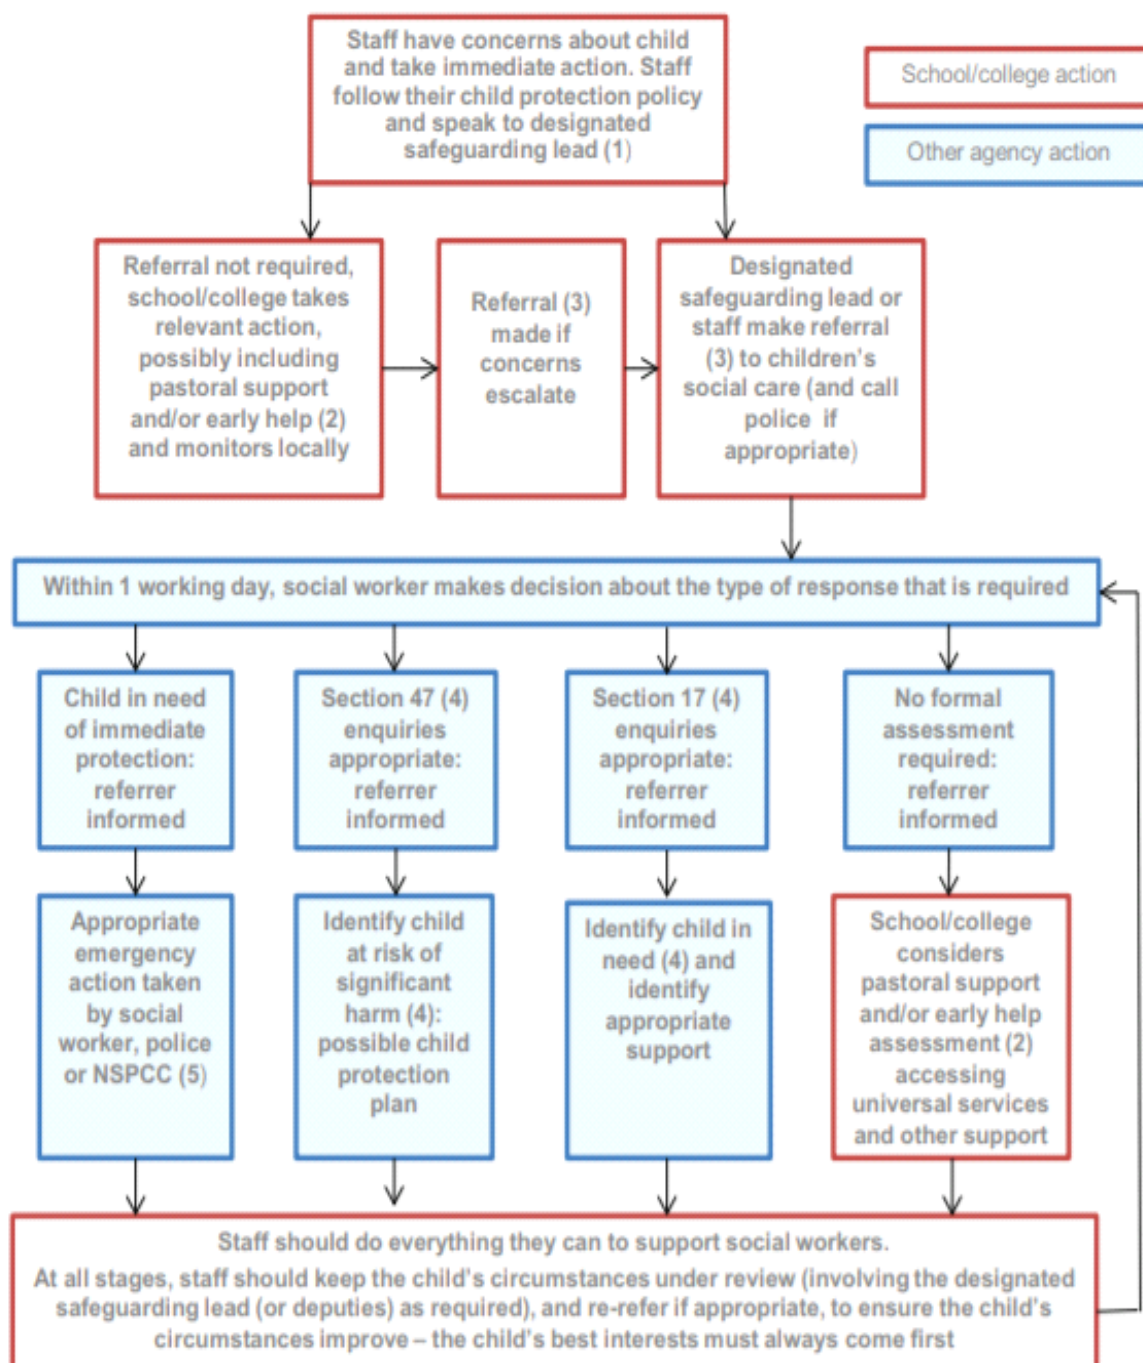 Staff have concerns about child
and take immediate action. Staff
follow their child protection policy
and speak to designated
safeguarding lead (1)
School/college action
Other agency action
Referral not required,
school/college takes
relevant action,
possibly including
pastoral support
and/or early help (2)
and monitors locally
Referral (3)
made if
concerns
escalate
Designated
safeguarding lead or
staff make referral
(3) to children's
social care (and call
police if
appropriate)
Within 1 working day, social worker makes decision about the type of response that is required
Child in need
of immediate
protection:
referrer
informed
Section 47 (4)
enquiries
appropriate:
referrer
informed
Section 17 (4)
enquiries
appropriate:
referrer
informed
No formal
assessment
required:
referrer
informed
Appropriate
emergency
action taken
by social
worker, police
or NSPCC (5)
Identify child
at risk of
significant
harm (4):
possible child
protection
plan
Identify child in
need (4) and
identify
appropriate
support
School/college
considers
pastoral support
and/or early help
assessment (2)
accessing
universal services
and other support
Staff should do everything they can to support social workers.
At all stages, staff should keep the child's circumstances under review (involving the designated
safeguarding lead (or deputies) as required), and re-refer if appropriate, to ensure the child's
circumstances improve – the child's best interests must always come first